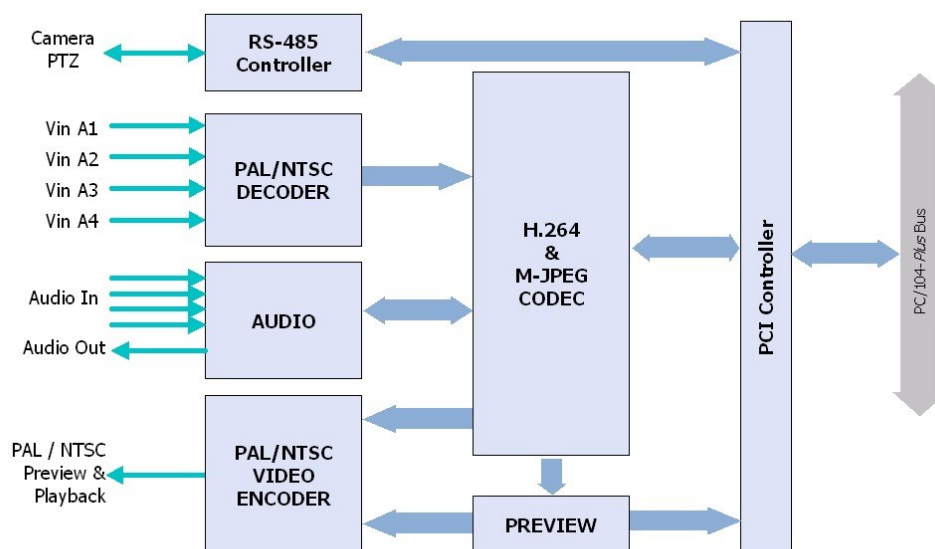 Camera
PTZ
RS-485
Controller
Vin A1
Vin A2
Vin A3
Vin A4
PAL/NTSC
DECODER
Audio In
Audio Out
AUDIO
PAL / NTSC
Preview &
Playback
PAL/NTSC
VIDEO
ENCODER
H.264
&
M-JPEG
CODEC
PREVIEW
PCI Controller
PC/104-Plus Bus